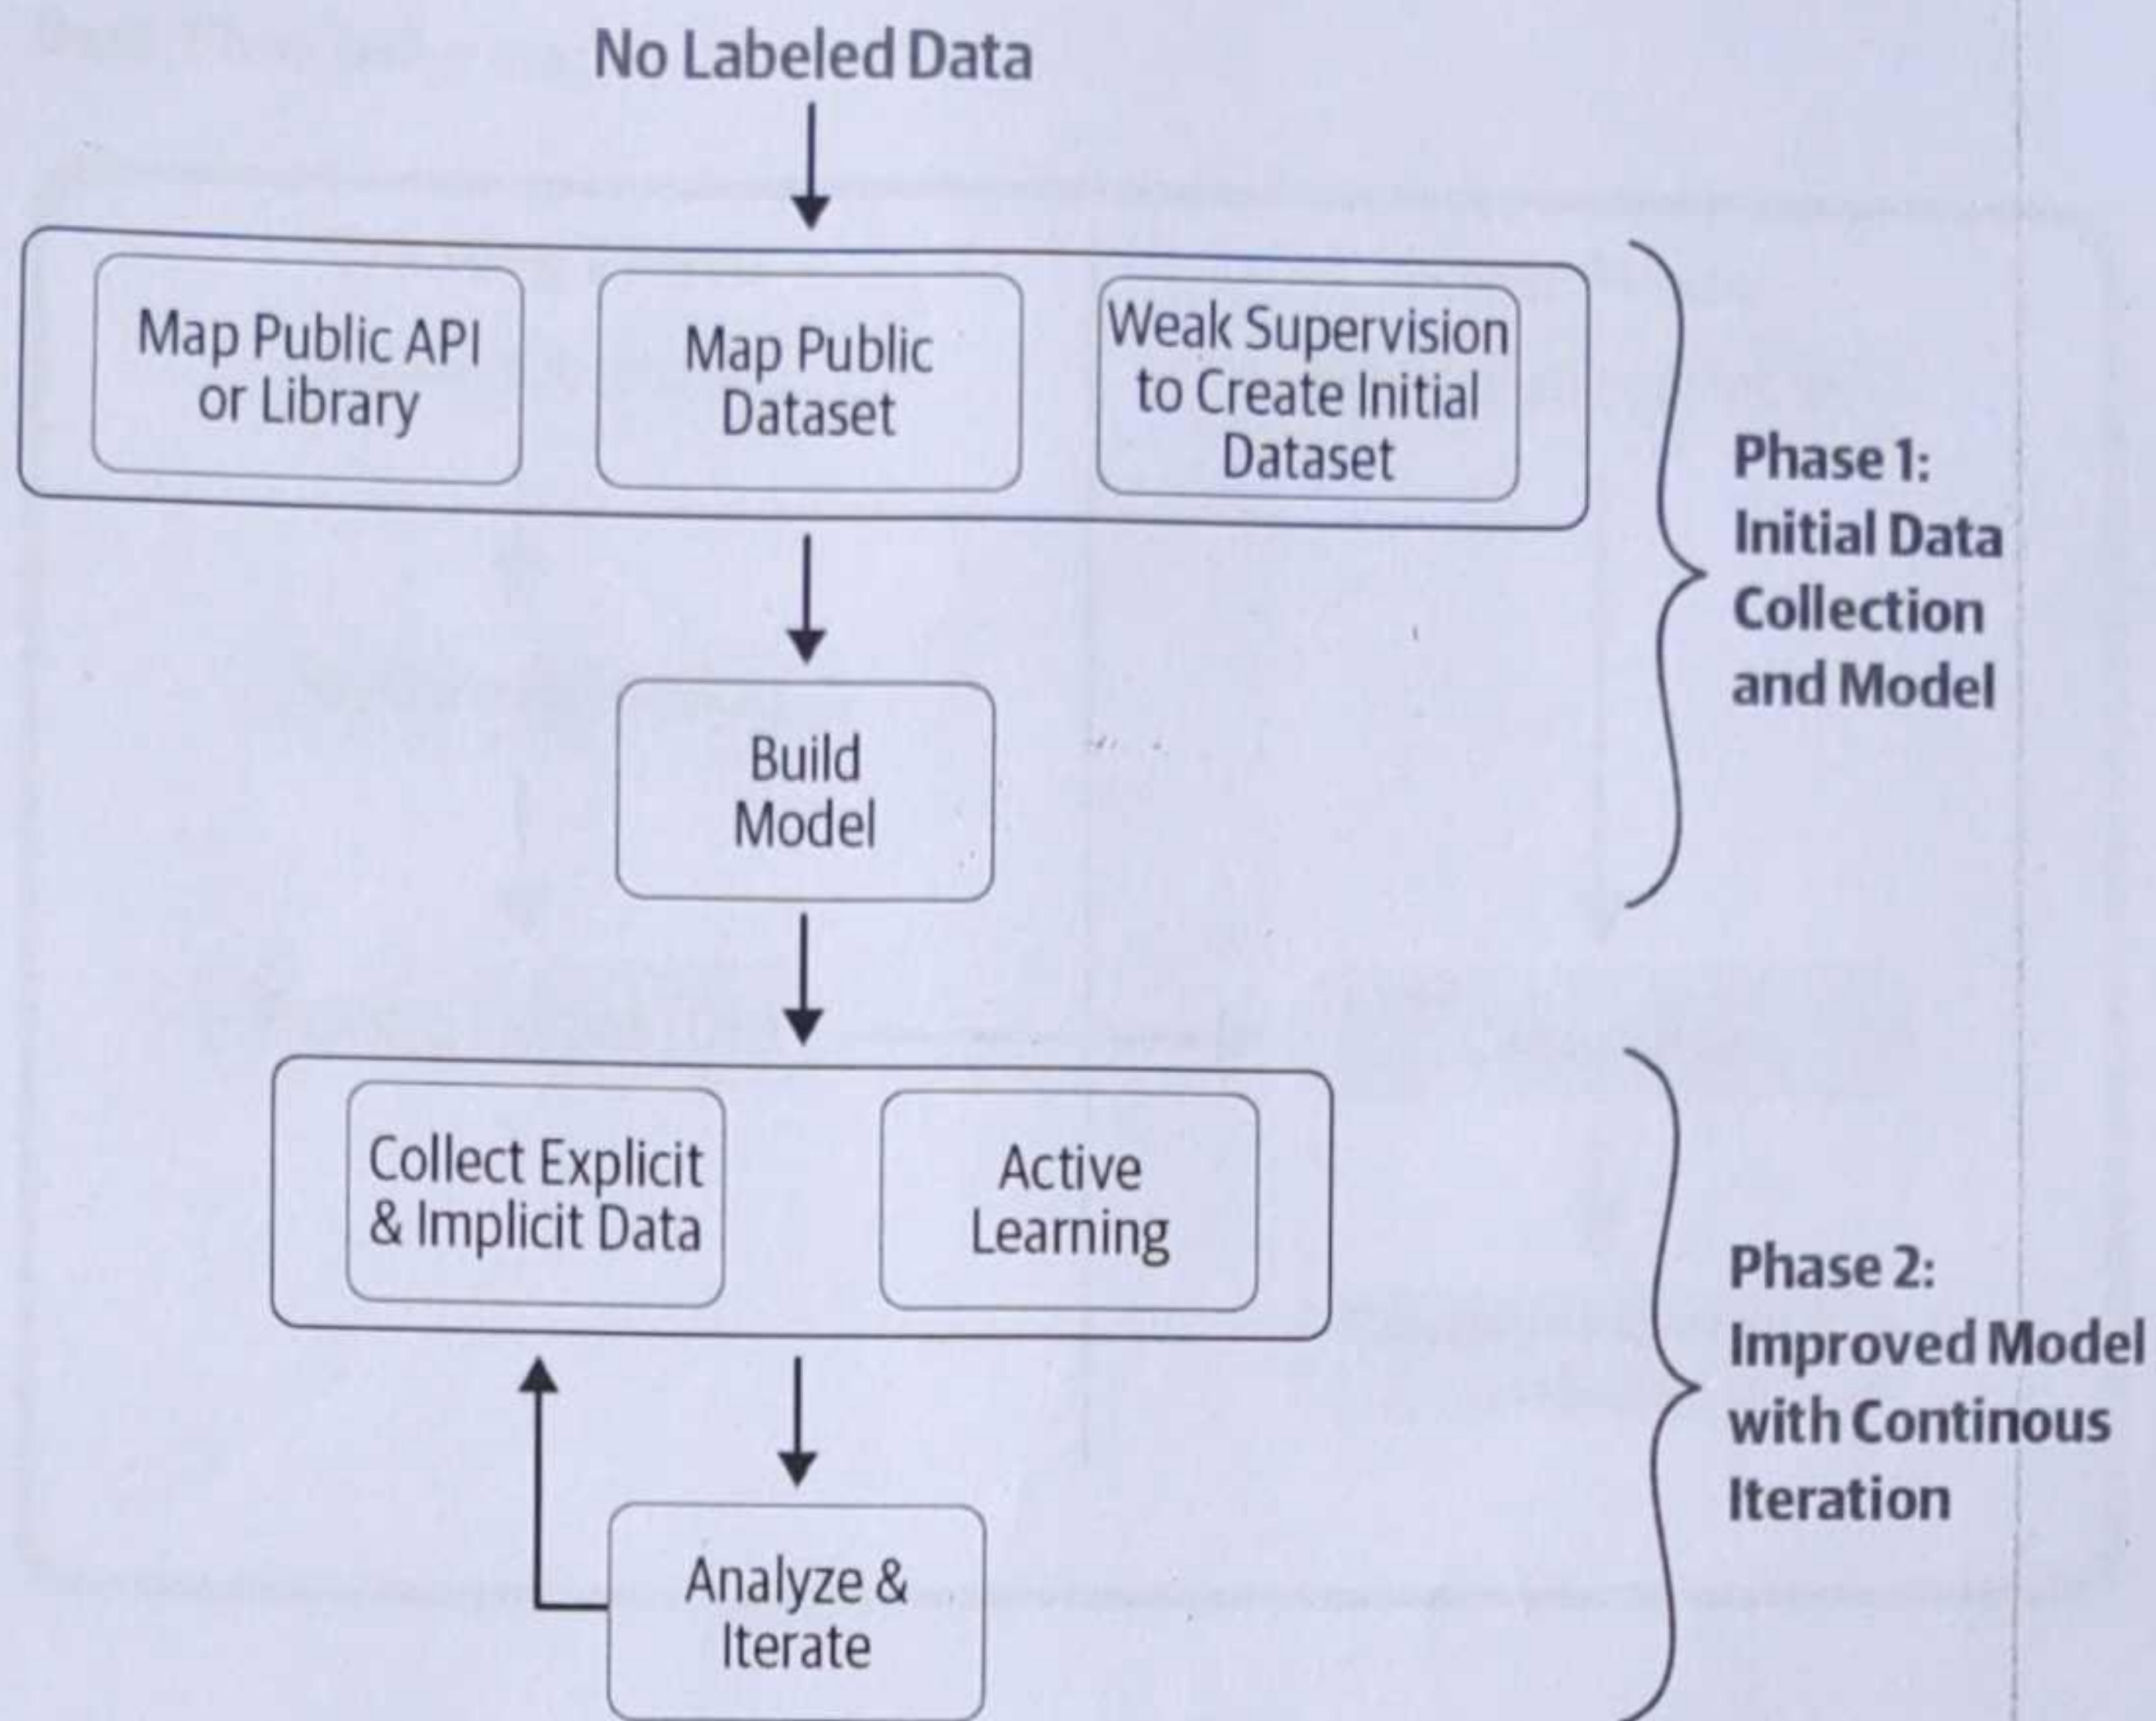 No Labeled Data
Map Public API
or Library
Map Public
Dataset
Weak Supervision
to Create Initial
Dataset
Phase 1:
Initial Data
Collection
and Model
Build
Model
Collect Explicit
& Implicit Data
Active
Learning
Phase 2:
Improved Model
with Continous
Iteration
Analyze &
Iterate